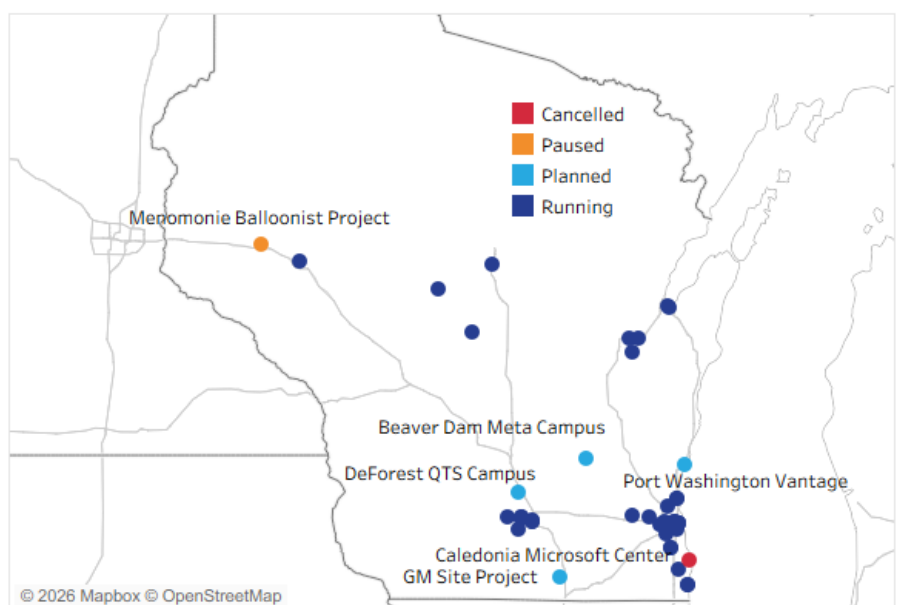 Cancelled
Paused
Planned
Running
Menomonie Balloonist Project
Beaver Dam Meta Campus
DeForest QTS Campus
Port Washington Vantage
Caledonia Microsoft Center
GM Site Project
© 2026 Mapbox © OpenStreetMap